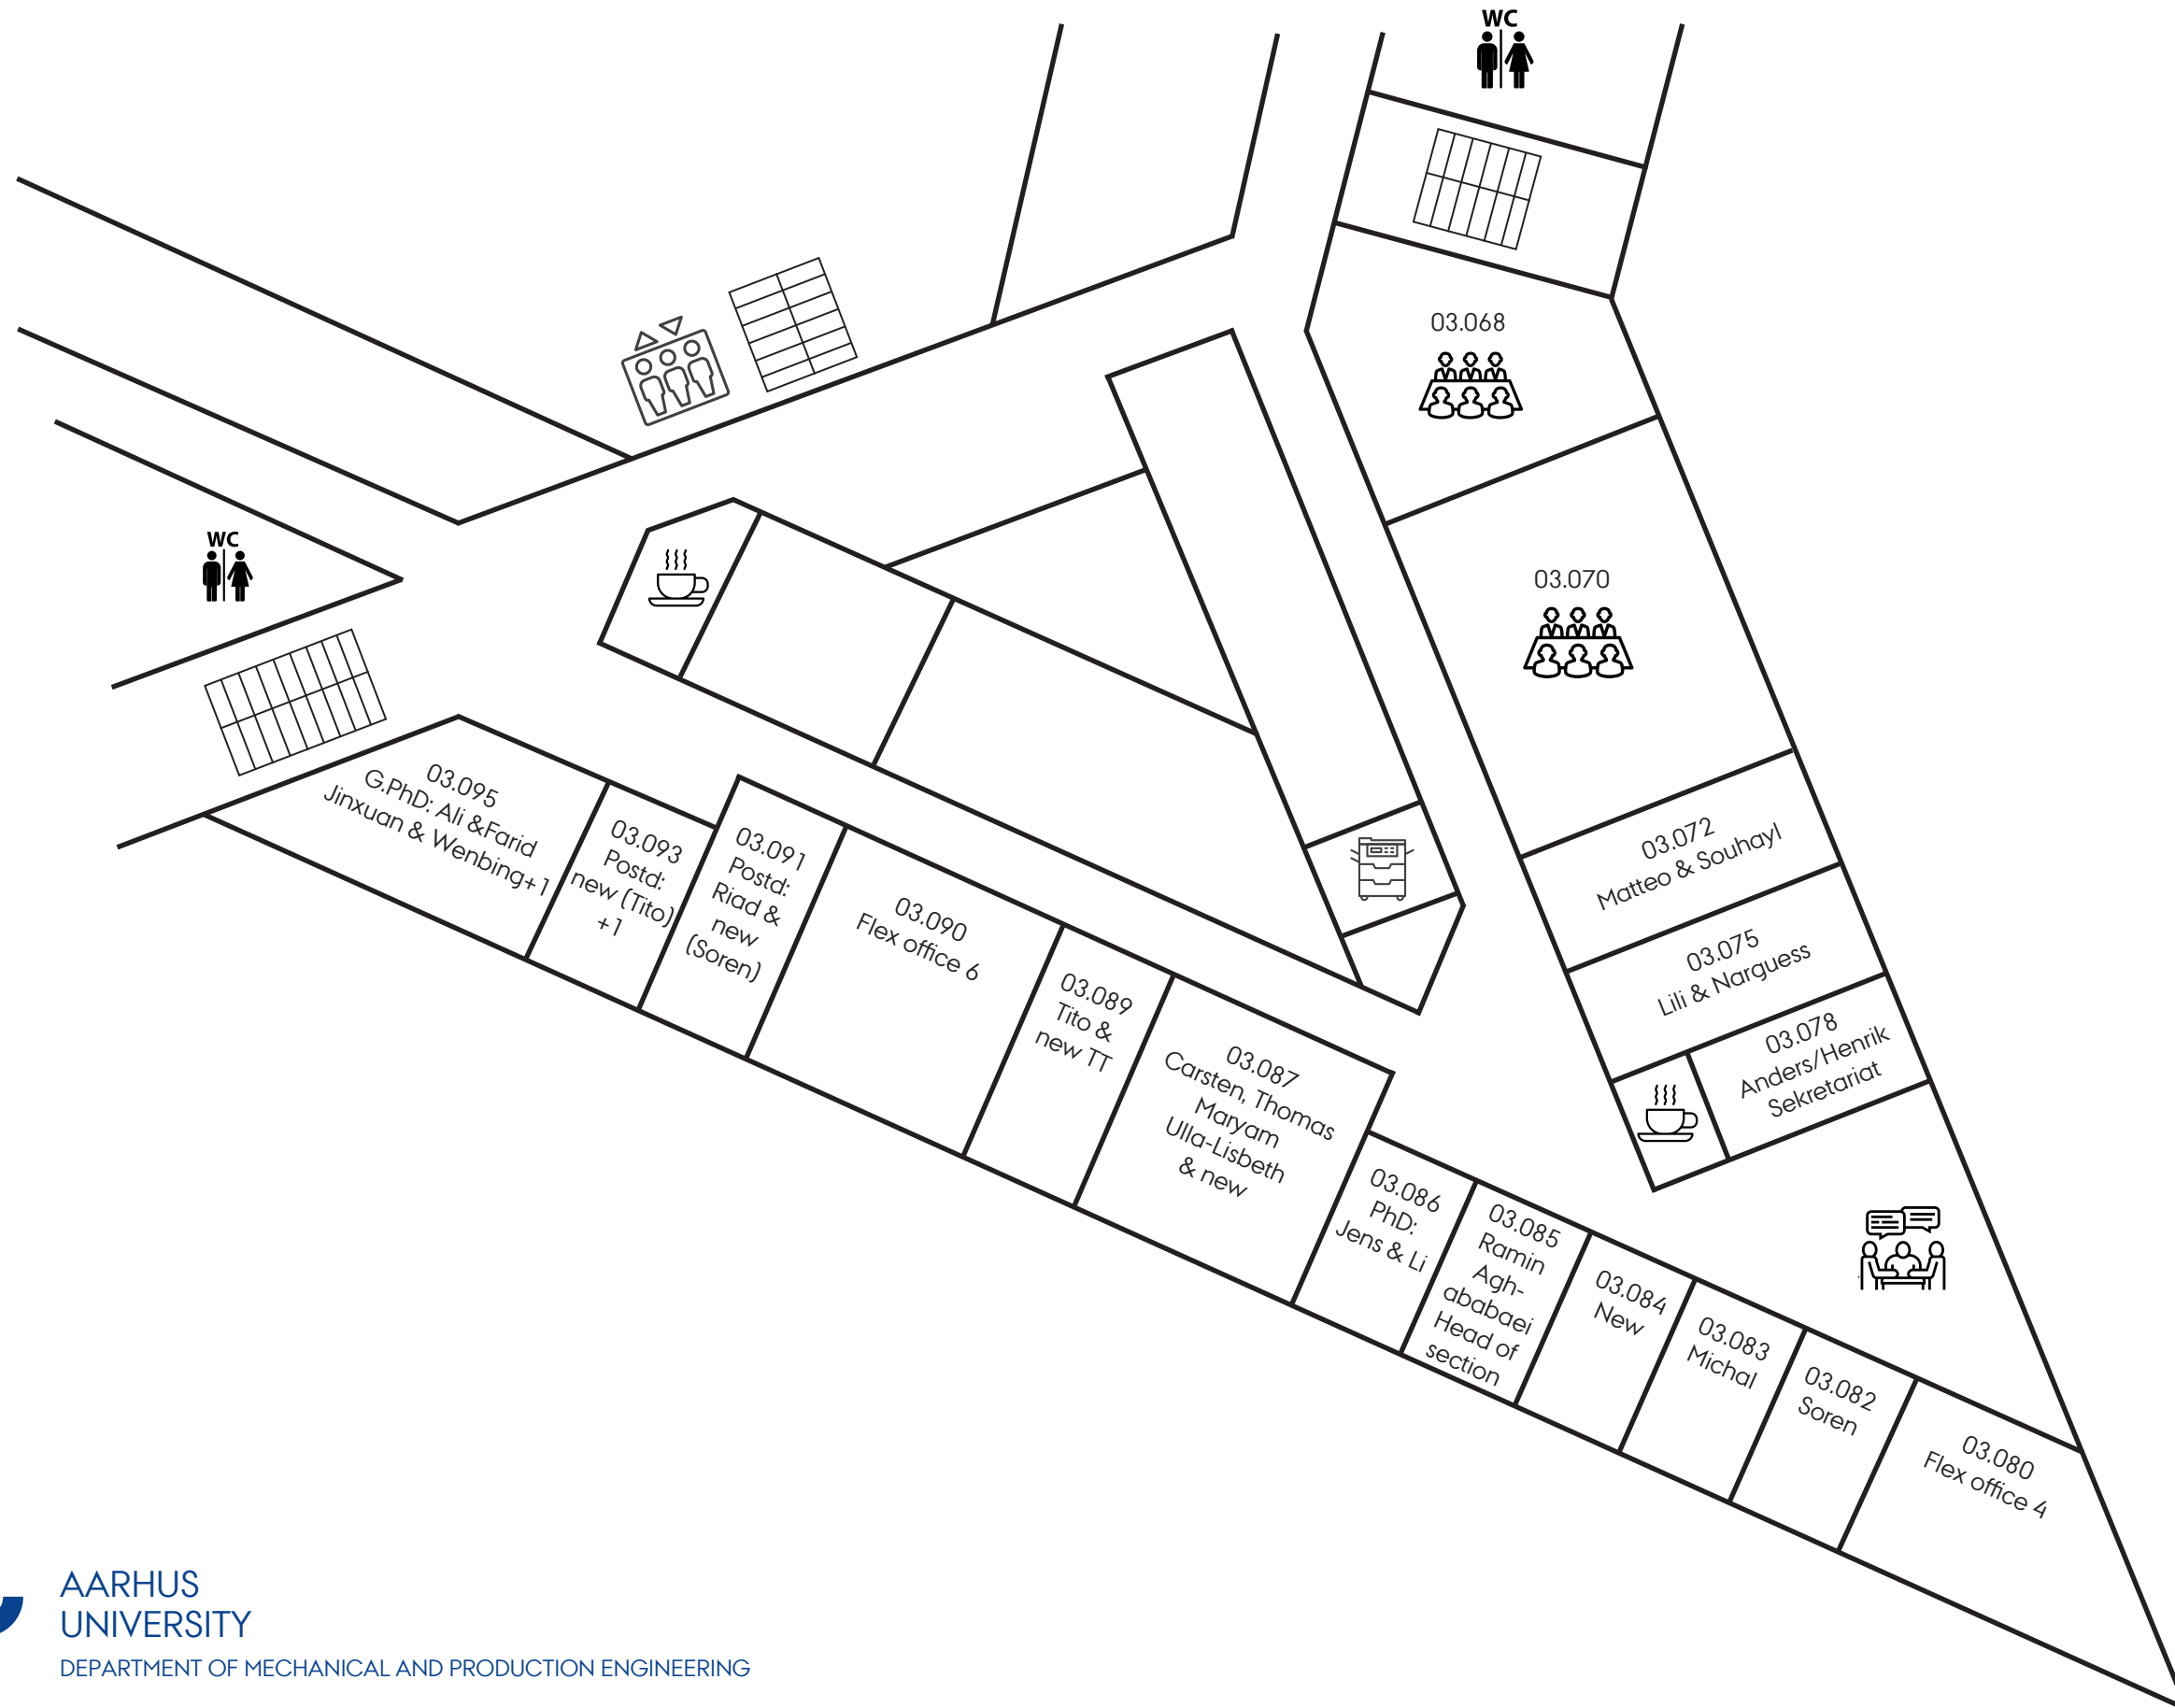 WC
03.068
WC
03.070
03.072
Matteo & Souhayl
03.075
Lili & Narguess
03.078
Anders/Henrik
Sekretariat
03.095
G.PhD: Ali &Farid
Jinxuan & Wenbing+1
03.093
Postd:
new (Tito)
+1
03.091
Postd:
Riad &
new
(Soren)
03.090
Flex office 6
03.089
Tito &
new TT
03.087
Carsten, Thomas
Maryam
Ulla-Lisbeth
& new
03.086
PhD:
Jens & Li
03.085
Ramin
Agh-
ababaei
Head of
section
03.084
New
03.083
Michal
03.082
Soren
03.080
Flex office 4
AARHUS
UNIVERSITY
DEPARTMENT OF MECHANICAL AND PRODUCTION ENGINEERING